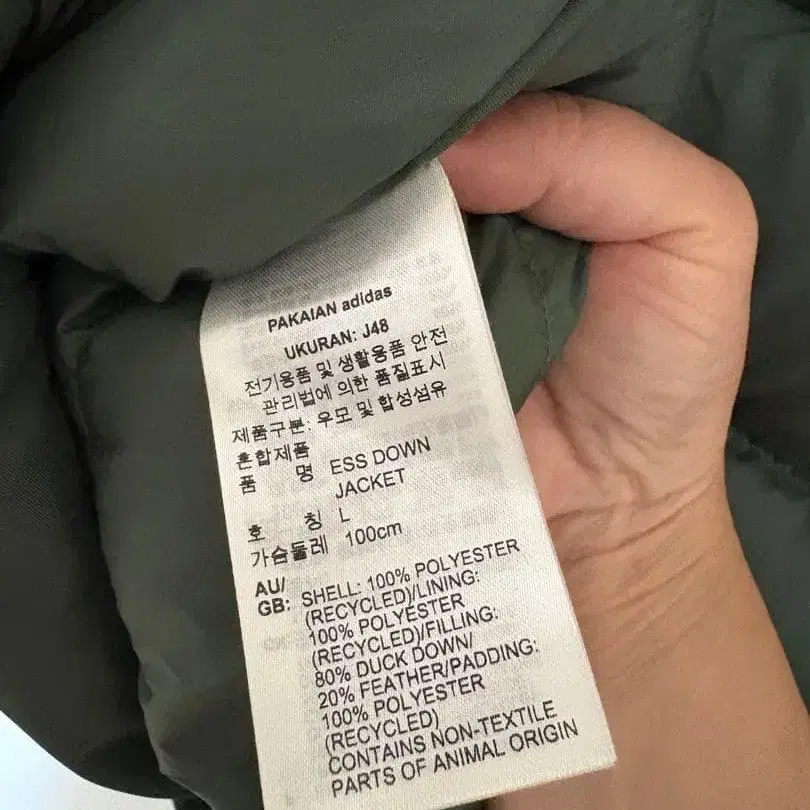 PAKAIAN adidas
UKURAN: J48
전기용품 및 생활용품 안전
관리법에 의한 품질표시
제품구분: 우모 및 합성섬유
혼합제품
품 명 ESS DOWN
JACKET
호 칭 L
가슴둘레 100cm
AU/
GB: SHELL: 100% POLYESTER
(RECYCLED)/LINING:
100% POLYESTER
(RECYCLED)/FILLING:
80% DUCK DOWN/
20% FEATHER/PADDING:
100% POLYESTER
(RECYCLED)
CONTAINS NON-TEXTILE
PARTS OF ANIMAL ORIGIN